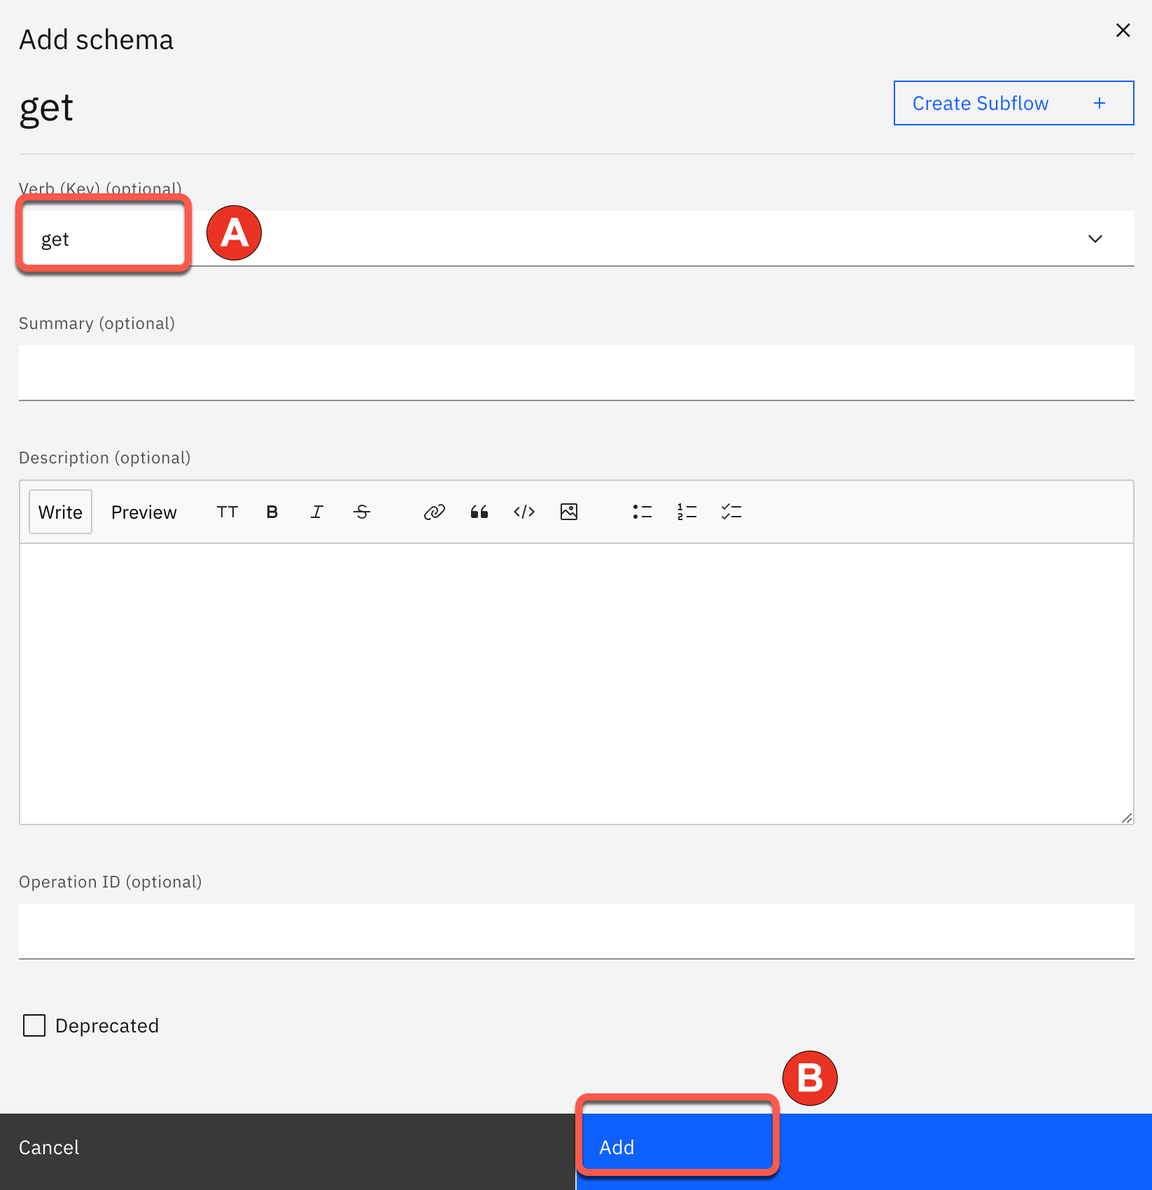 Add schema
get
Create Subflow +
Verb (Key) (optional)
get
A
Summary (optional)
Description (optional)
Write Preview TT B I S
Operation ID (optional)
Deprecated
B
Cancel Add